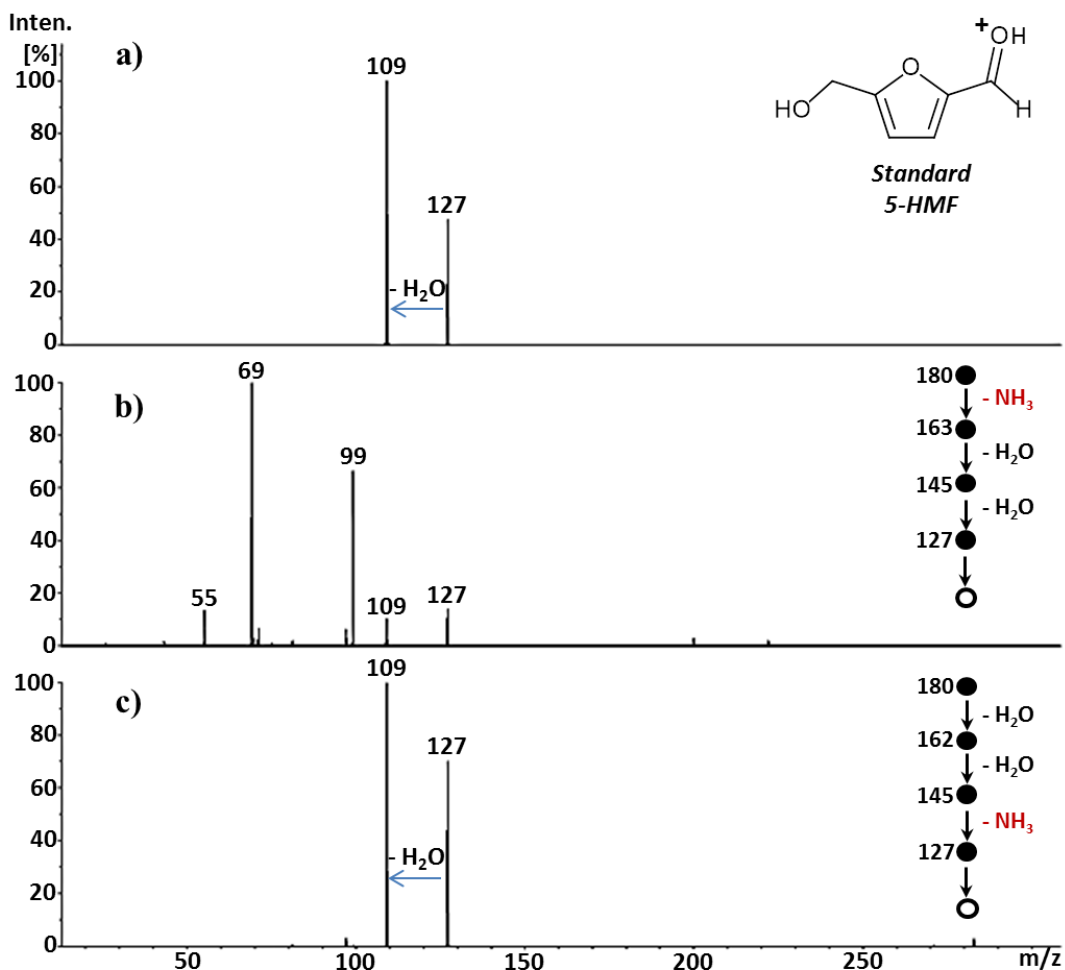 Inten.
[%]
a)
100
80
60
40
20
0
109
127
- H₂O
+
OH
O
HO
H
Standard
5-HMF
b)
100
80
60
40
20
0
55
69
99
109
127
180
- NH₃
163
- H₂O
145
- H₂O
127
c)
100
80
60
40
20
0
109
127
- H₂O
180
- H₂O
162
- H₂O
145
- NH₃
127
50
100
150
200
250
m/z